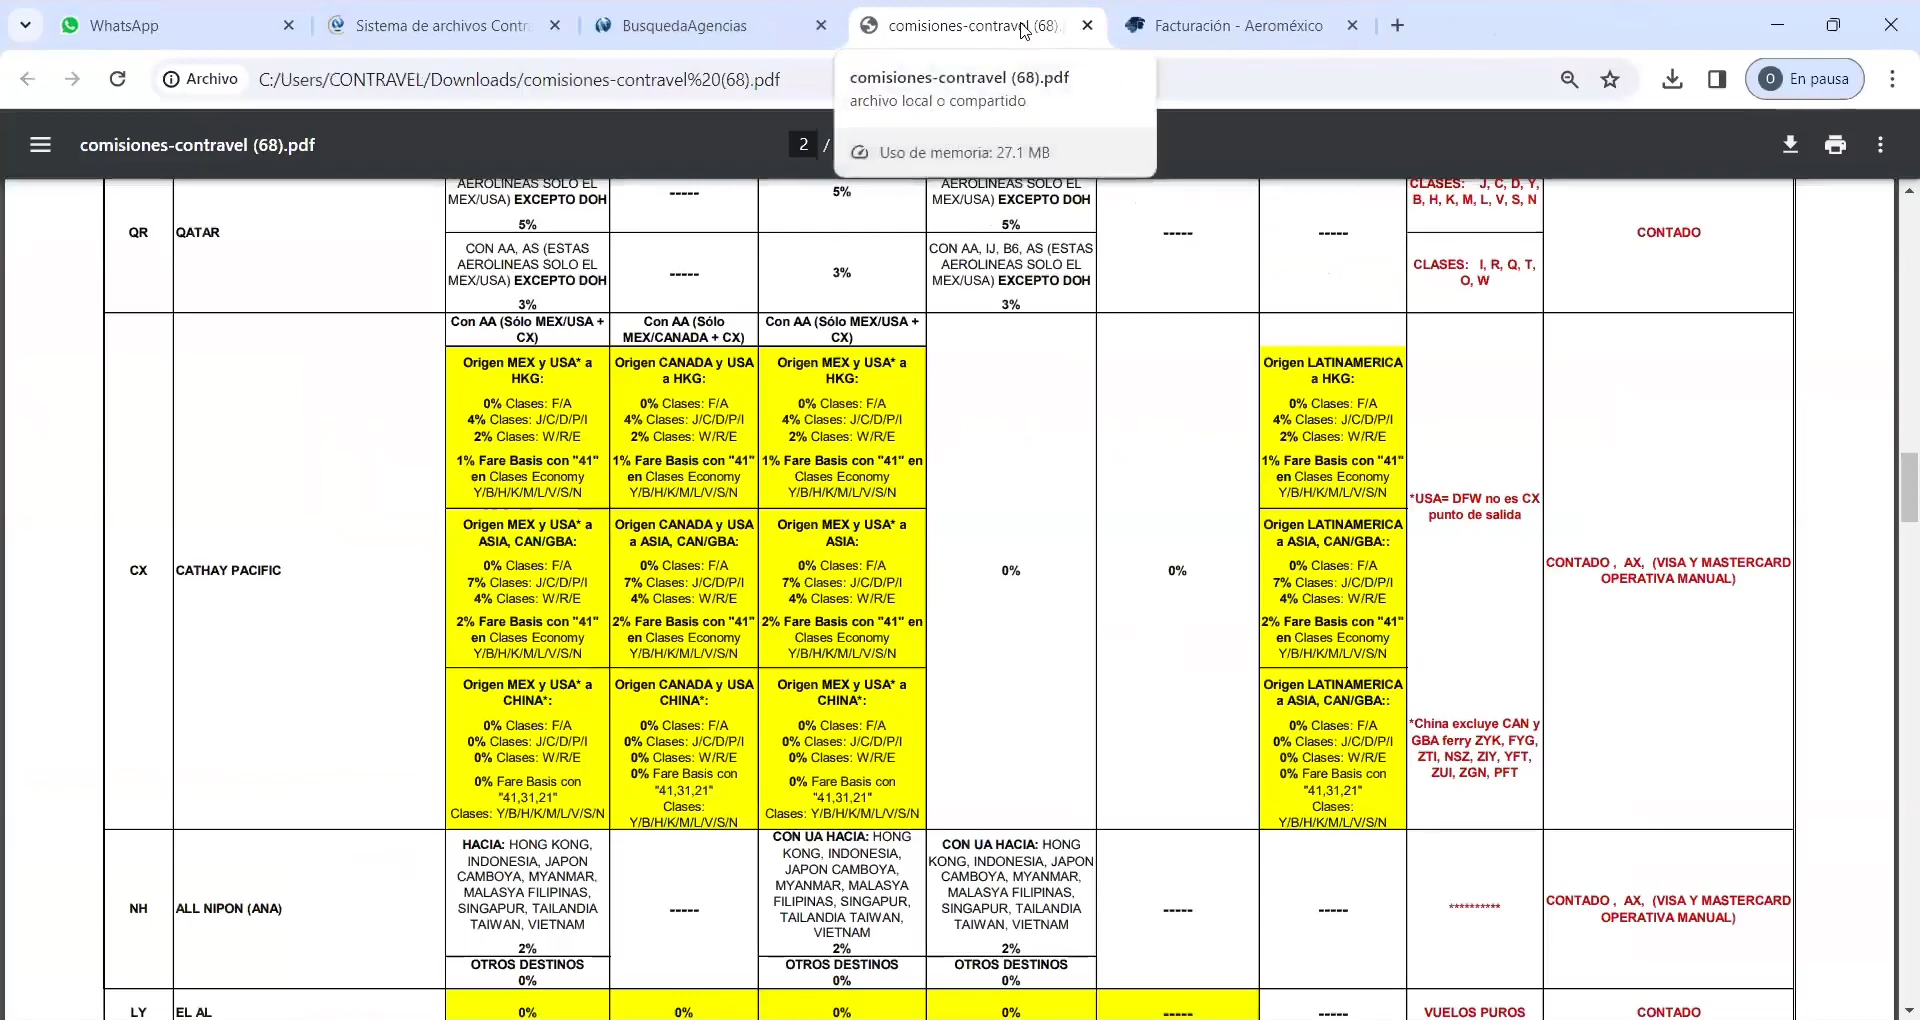 WhatsApp
Sistema de archivos Contr
BusquedaAgencias
comisiones-contravel (68).
Facturación - Aeroméxico
Archivo
C:/Users/CONTRAVEL/Downloads/comisiones-contravel%20(68).pdf
O En pausa
comisiones-contravel (68).pdf
archivo local o compartido
Uso de memoria: 27.1 MB
comisiones-contravel (68).pdf
2 /
QR
QATAR
AEROLINEAS SOLO EL
MEX/USA) EXCEPTO DOH
5%
-----
5%
AEROLINEAS SOLO EL
MEX/USA) EXCEPTO DOH
5%
CLASES: J, C, D, Y,
B, H, K, M, L, V, S, N
CON AA, AS (ESTAS
AEROLINEAS SOLO EL
MEX/USA) EXCEPTO DOH
3%
-----
3%
CON AA, IJ, B6, AS (ESTAS
AEROLINEAS SOLO EL
MEX/USA) EXCEPTO DOH
3%
-----
-----
CLASES: I, R, Q, T,
O, W
CONTADO
CX
CATHAY PACIFIC
Con AA (Sólo MEX/USA +
CX)
Con AA (Sólo
MEX/CANADA + CX)
Con AA (Sólo MEX/USA +
CX)
Origen MEX y USA* a
HKG:
0% Clases: F/A
4% Clases: J/C/D/P/I
2% Clases: W/R/E
1% Fare Basis con "41"
en Clases Economy
Y/B/H/K/M/L/V/S/N
Origen CANADA y USA
a HKG:
0% Clases: F/A
4% Clases: J/C/D/P/I
2% Clases: W/R/E
1% Fare Basis con "41"
en Clases Economy
Y/B/H/K/M/L/V/S/N
Origen MEX y USA* a
HKG:
0% Clases: F/A
4% Clases: J/C/D/P/I
2% Clases: W/R/E
1% Fare Basis con "41" en
Clases Economy
Y/B/H/K/M/L/V/S/N
Origen LATINAMERICA
a HKG:
0% Clases: F/A
4% Clases: J/C/D/P/I
2% Clases: W/R/E
1% Fare Basis con "41"
en Clases Economy
Y/B/H/K/M/L/V/S/N
*USA= DFW no es CX
punto de salida
Origen MEX y USA* a
ASIA, CAN/GBA:
0% Clases: F/A
7% Clases: J/C/D/P/I
4% Clases: W/R/E
2% Fare Basis con "41"
en Clases Economy
Y/B/H/K/M/L/V/S/N
Origen CANADA y USA
a ASIA, CAN/GBA:
0% Clases: F/A
7% Clases: J/C/D/P/I
4% Clases: W/R/E
2% Fare Basis con "41"
en Clases Economy
Y/B/H/K/M/L/V/S/N
Origen MEX y USA* a
ASIA:
0% Clases: F/A
7% Clases: J/C/D/P/I
4% Clases: W/R/E
2% Fare Basis con "41" en
Clases Economy
Y/B/H/K/M/L/V/S/N
0%
0%
Origen LATINAMERICA
a ASIA, CAN/GBA::
0% Clases: F/A
7% Clases: J/C/D/P/I
4% Clases: W/R/E
2% Fare Basis con "41"
en Clases Economy
Y/B/H/K/M/L/V/S/N
CONTADO , AX, (VISA Y MASTERCARD
OPERATIVA MANUAL)
Origen MEX y USA* a
CHINA*:
0% Clases: F/A
0% Clases: J/C/D/P/I
0% Clases: W/R/E
0% Fare Basis con
"41,31,21"
Clases: Y/B/H/K/M/L/V/S/N
Origen CANADA y USA
CHINA*:
0% Clases: F/A
0% Clases: J/C/D/P/I
0% Clases: W/R/E
0% Fare Basis con
"41,31,21"
Clases:
Y/B/H/K/M/L/V/S/N
Origen MEX y USA* a
CHINA*:
0% Clases: F/A
0% Clases: J/C/D/P/I
0% Clases: W/R/E
0% Fare Basis con
"41,31,21"
Clases: Y/B/H/K/M/L/V/S/N
Origen LATINAMERICA
a ASIA, CAN/GBA::
0% Clases: F/A
0% Clases: J/C/D/P/I
0% Clases: W/R/E
0% Fare Basis con
"41,31,21"
Clases:
Y/B/H/K/M/L/V/S/N
*China excluye CAN y
GBA ferry ZYK, FYG,
ZTI, NSZ, ZIY, YFT,
ZUI, ZGN, PFT
NH
ALL NIPON (ANA)
HACIA: HONG KONG,
INDONESIA, JAPON
CAMBOYA, MYANMAR,
MALASYA FILIPINAS,
SINGAPUR, TAILANDIA
TAIWAN, VIETNAM
2%
OTROS DESTINOS
0%
-----
CON UA HACIA: HONG
KONG, INDONESIA,
JAPON CAMBOYA,
MYANMAR, MALASYA
FILIPINAS, SINGAPUR,
TAILANDIA TAIWAN,
VIETNAM
2%
OTROS DESTINOS
0%
CON UA HACIA: HONG
KONG, INDONESIA, JAPON
CAMBOYA, MYANMAR,
MALASYA FILIPINAS,
SINGAPUR, TAILANDIA
TAIWAN, VIETNAM
2%
OTROS DESTINOS
0%
-----
-----
**********
CONTADO , AX, (VISA Y MASTERCARD
OPERATIVA MANUAL)
LY
EL AL
0%
0%
0%
0%
-----
-----
VUELOS PUROS
CONTADO